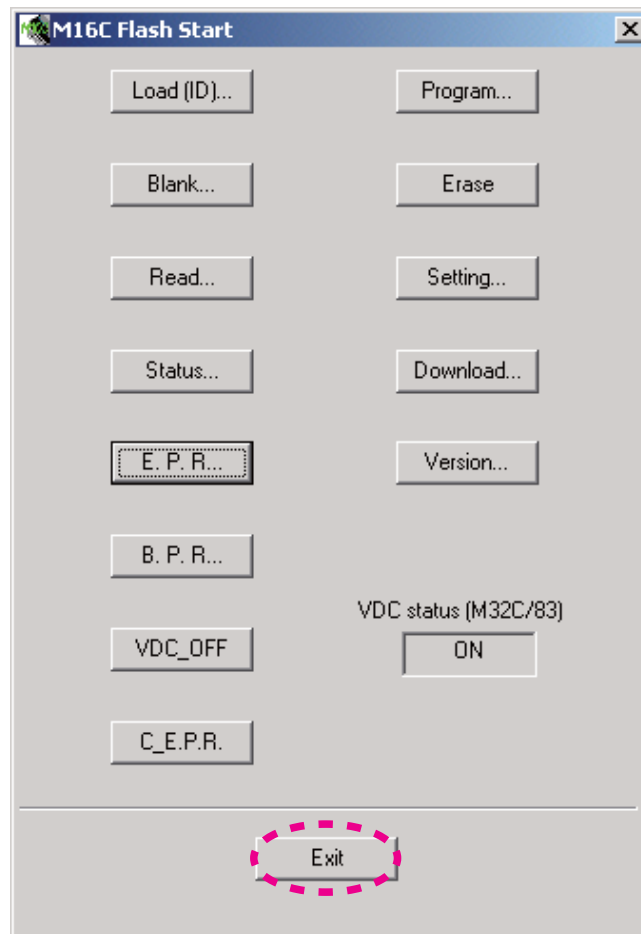 M16C Flash Start
Load (ID)... Program...
Blank... Erase
Read... Setting...
Status... Download...
E. P. R... Version...
B. P. R...
VDC status (M32C/83)
VDC_OFF ON
C_E.P.R.
Exit